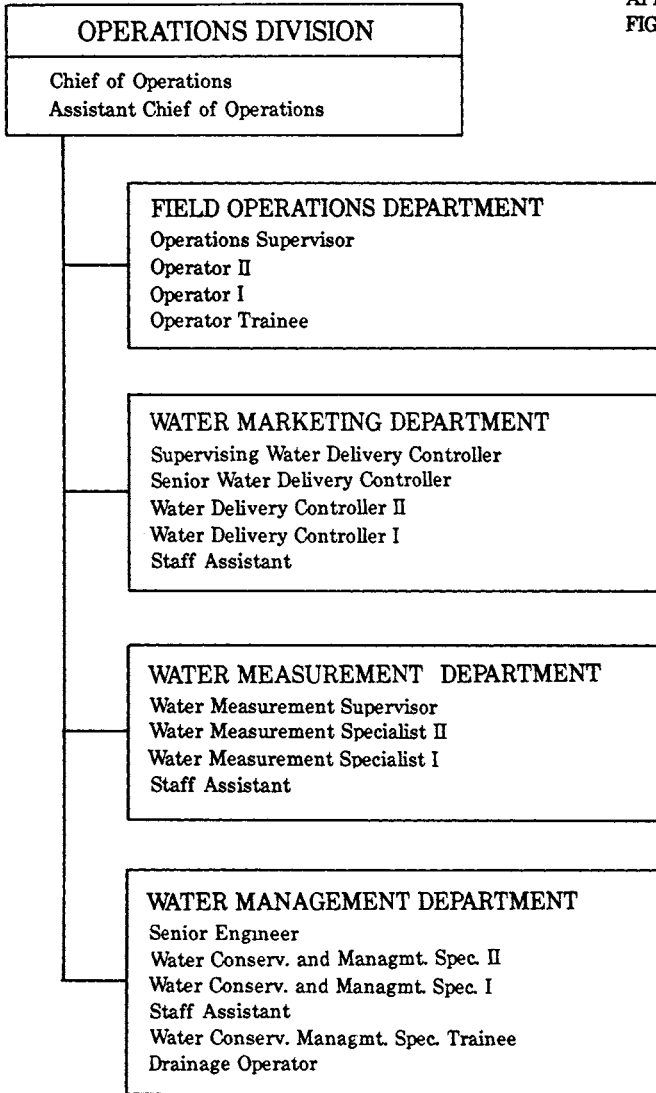 OPERATIONS DIVISION
FIG
Chief of Operations
Assistant Chief of Operations
FIELD OPERATIONS DEPARTMENT
Operations Supervisor
Operator II
Operator I
Operator Trainee
WATER MARKETING DEPARTMENT
Supervising Water Delivery Controller
Senior Water Delivery Controller
Water Delivery Controller II
Water Delivery Controller I
Staff Assistant
WATER MEASUREMENT DEPARTMENT
Water Measurement Supervisor
Water Measurement Specialist II
Water Measurement Specialist I
Staff Assistant
WATER MANAGEMENT DEPARTMENT
Senior Engineer
Water Conserv. and Managmt. Spec. II
Water Conserv. and Managmt. Spec. I
Staff Assistant
Water Conserv. Managmt. Spec. Trainee
Drainage Operator